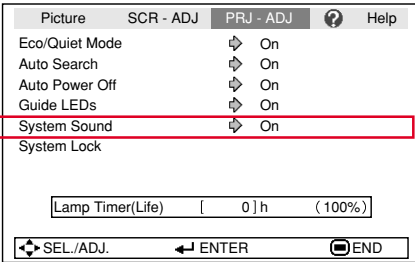 Picture SCR - ADJ PRJ - ADJ ? Help
Eco/Quiet Mode On
Auto Search On
Auto Power Off On
Guide LEDs On
System Sound On
System Lock
Lamp Timer(Life) [ 0] h (100%)
SEL./ADJ. ENTER END